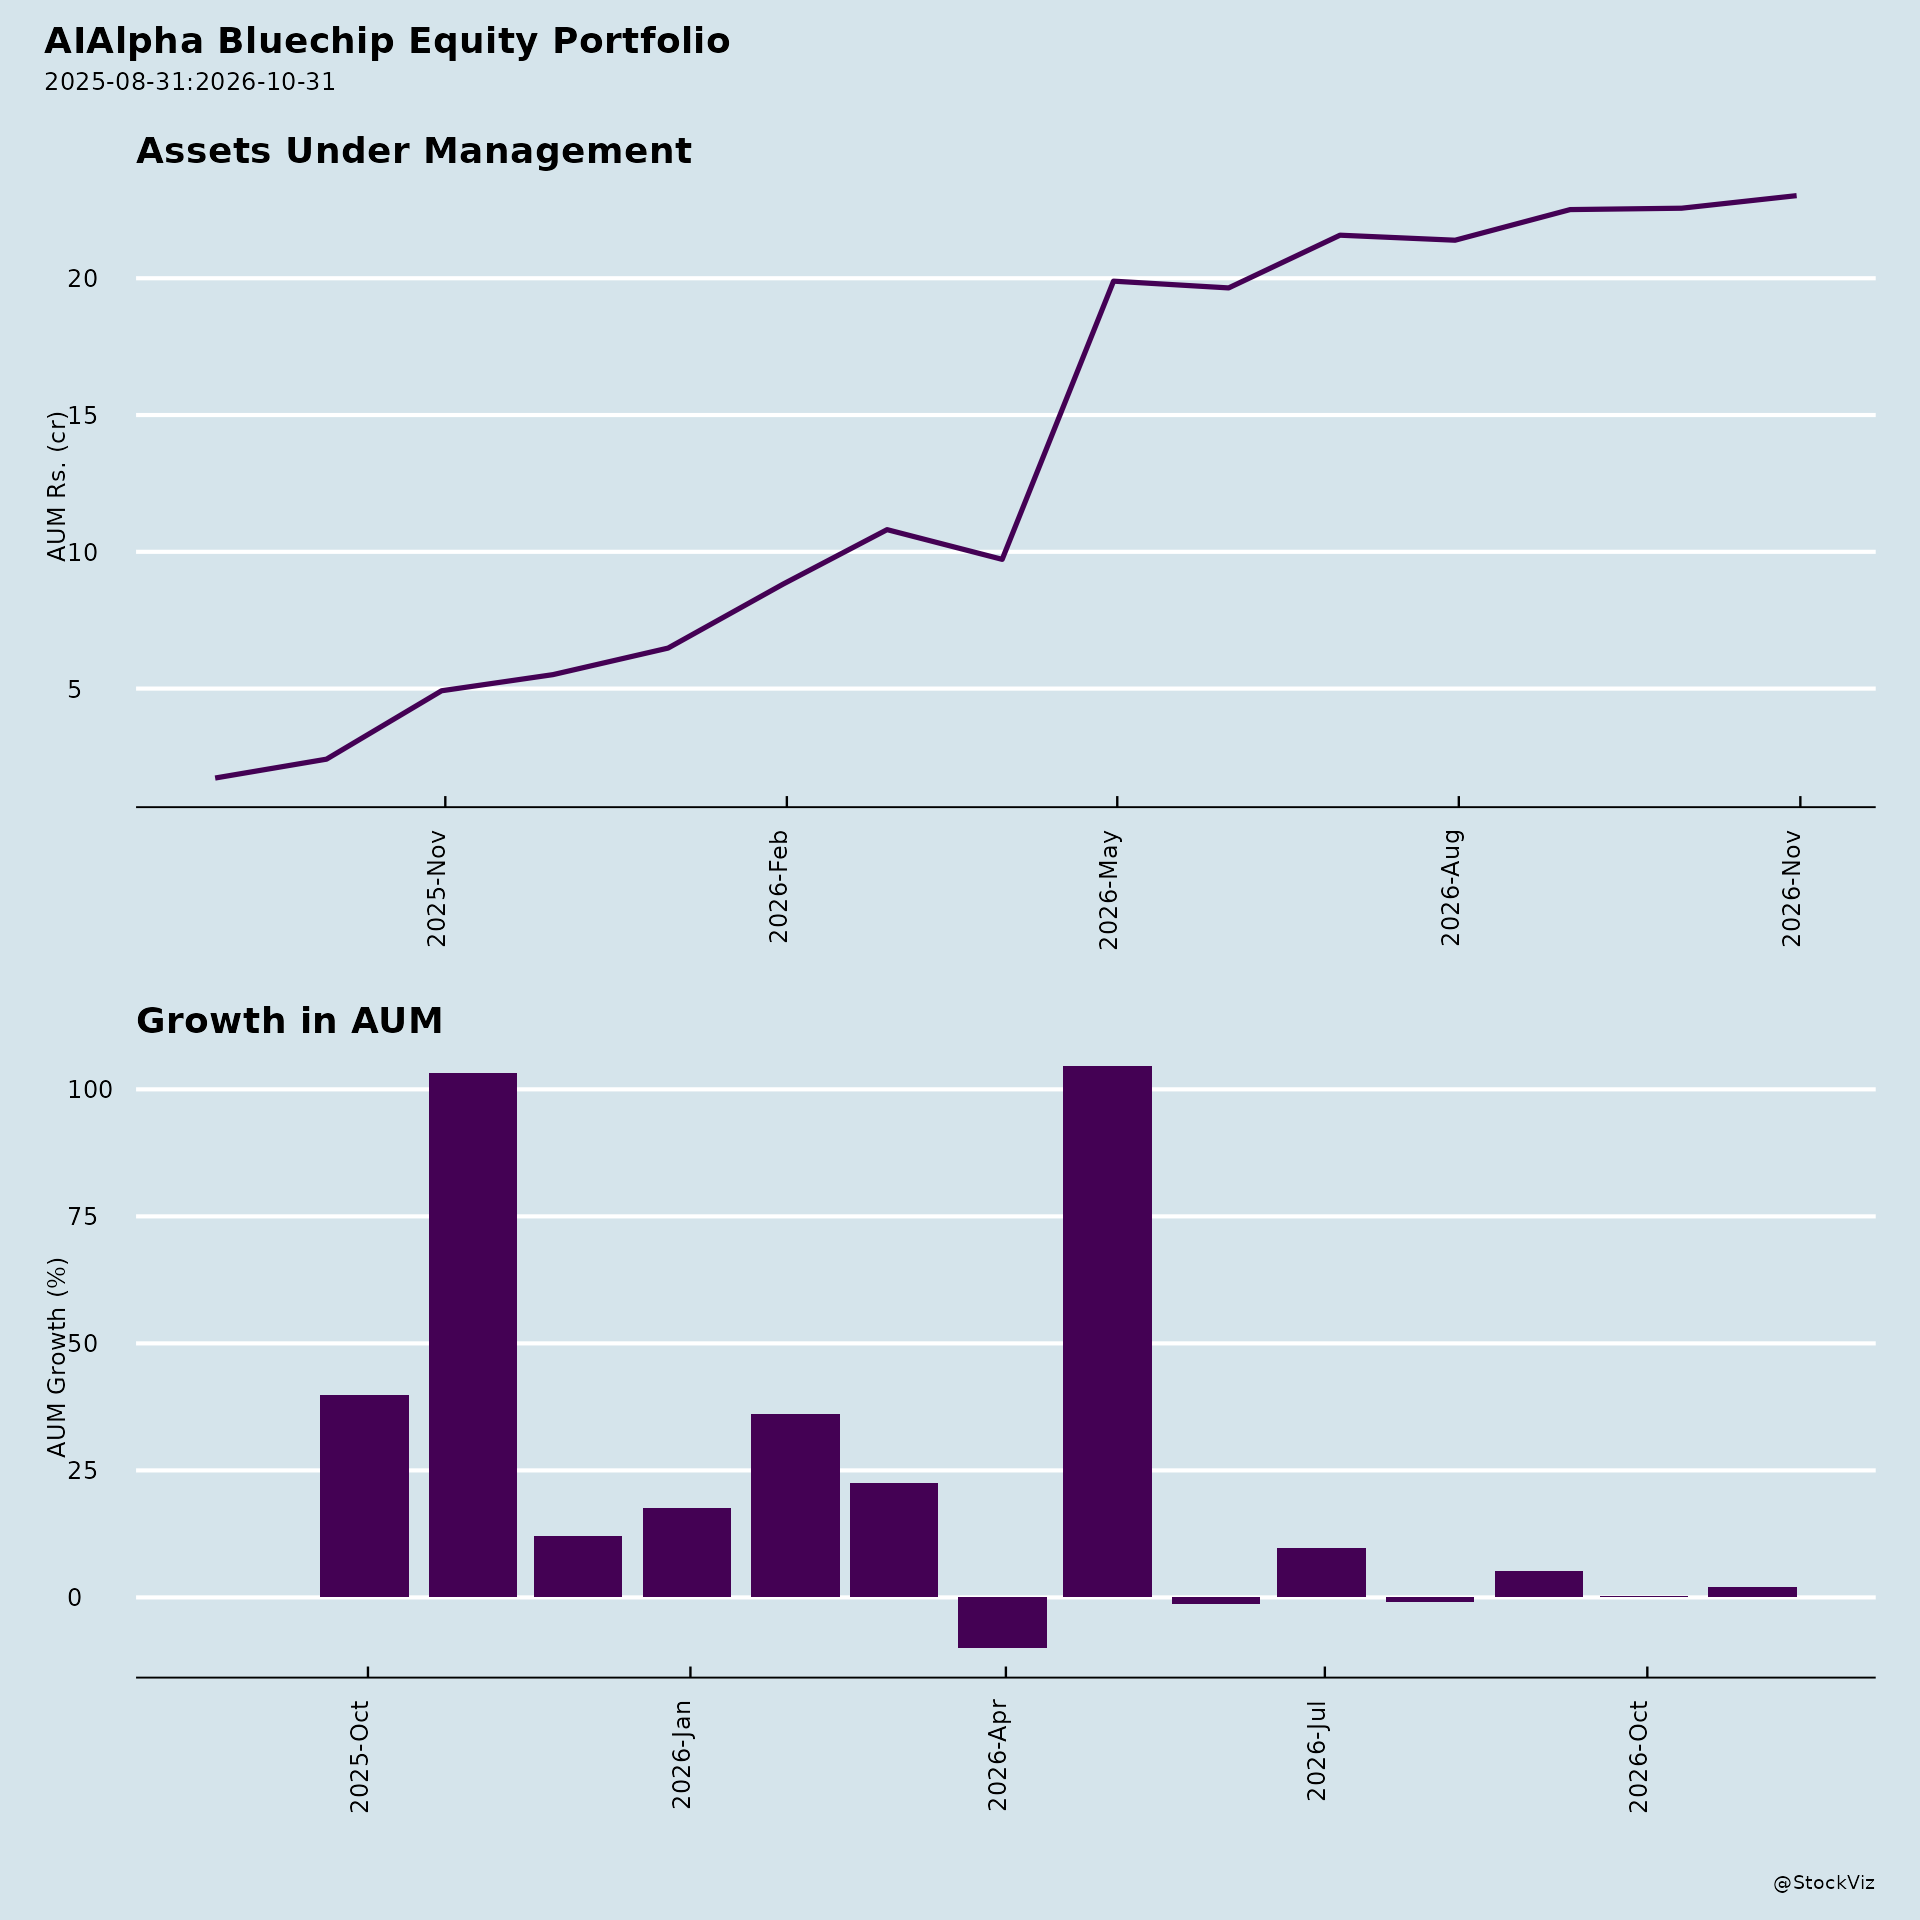 AIAlpha Bluechip Equity Portfolio
2025-08-31:2026-10-31
Assets Under Management
AUM Rs. (cr)
20
15
10
5
2025-Nov
2026-Feb
2026-May
2026-Aug
2026-Nov
Growth in AUM
AUM Growth (%)
100
75
50
25
0
2025-Oct
2026-Jan
2026-Apr
2026-Jul
2026-Oct
@StockViz